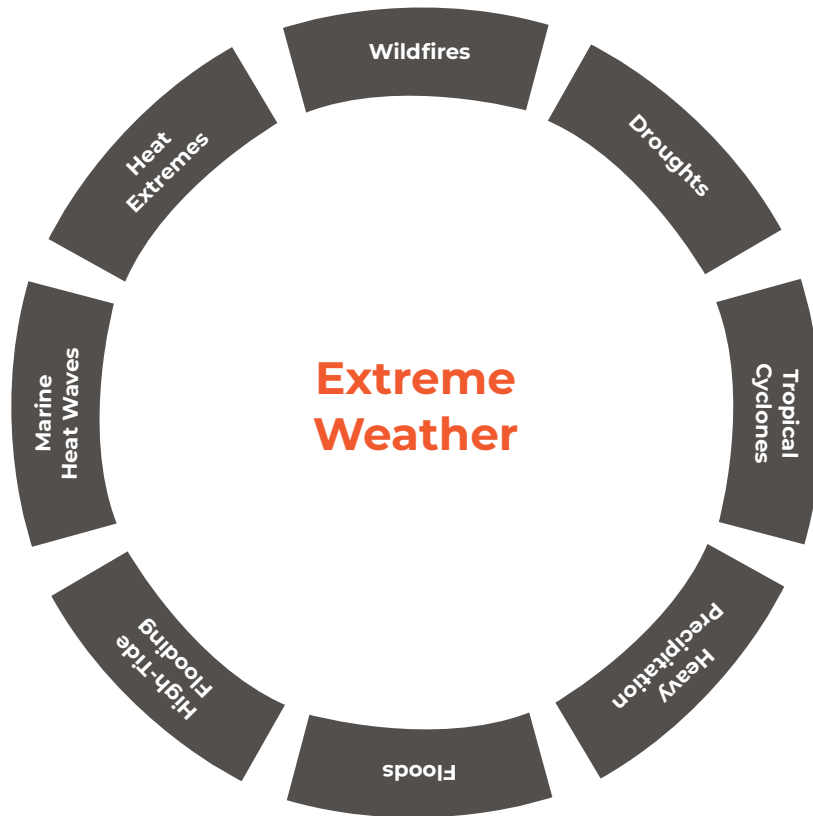 Wildfires
Droughts
Tropical
Cyclones
Heavy
Precipitation
Floods
High-Tide
Flooding
Marine
Heat Waves
Heat
Extremes
Extreme
Weather